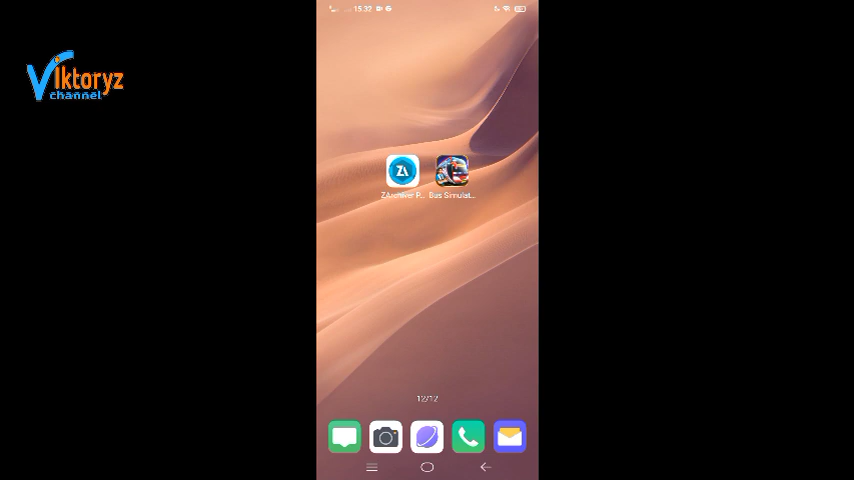 Viktoryz
channel
15.32
ZArchiver P...
Bus Simulat...
12/12